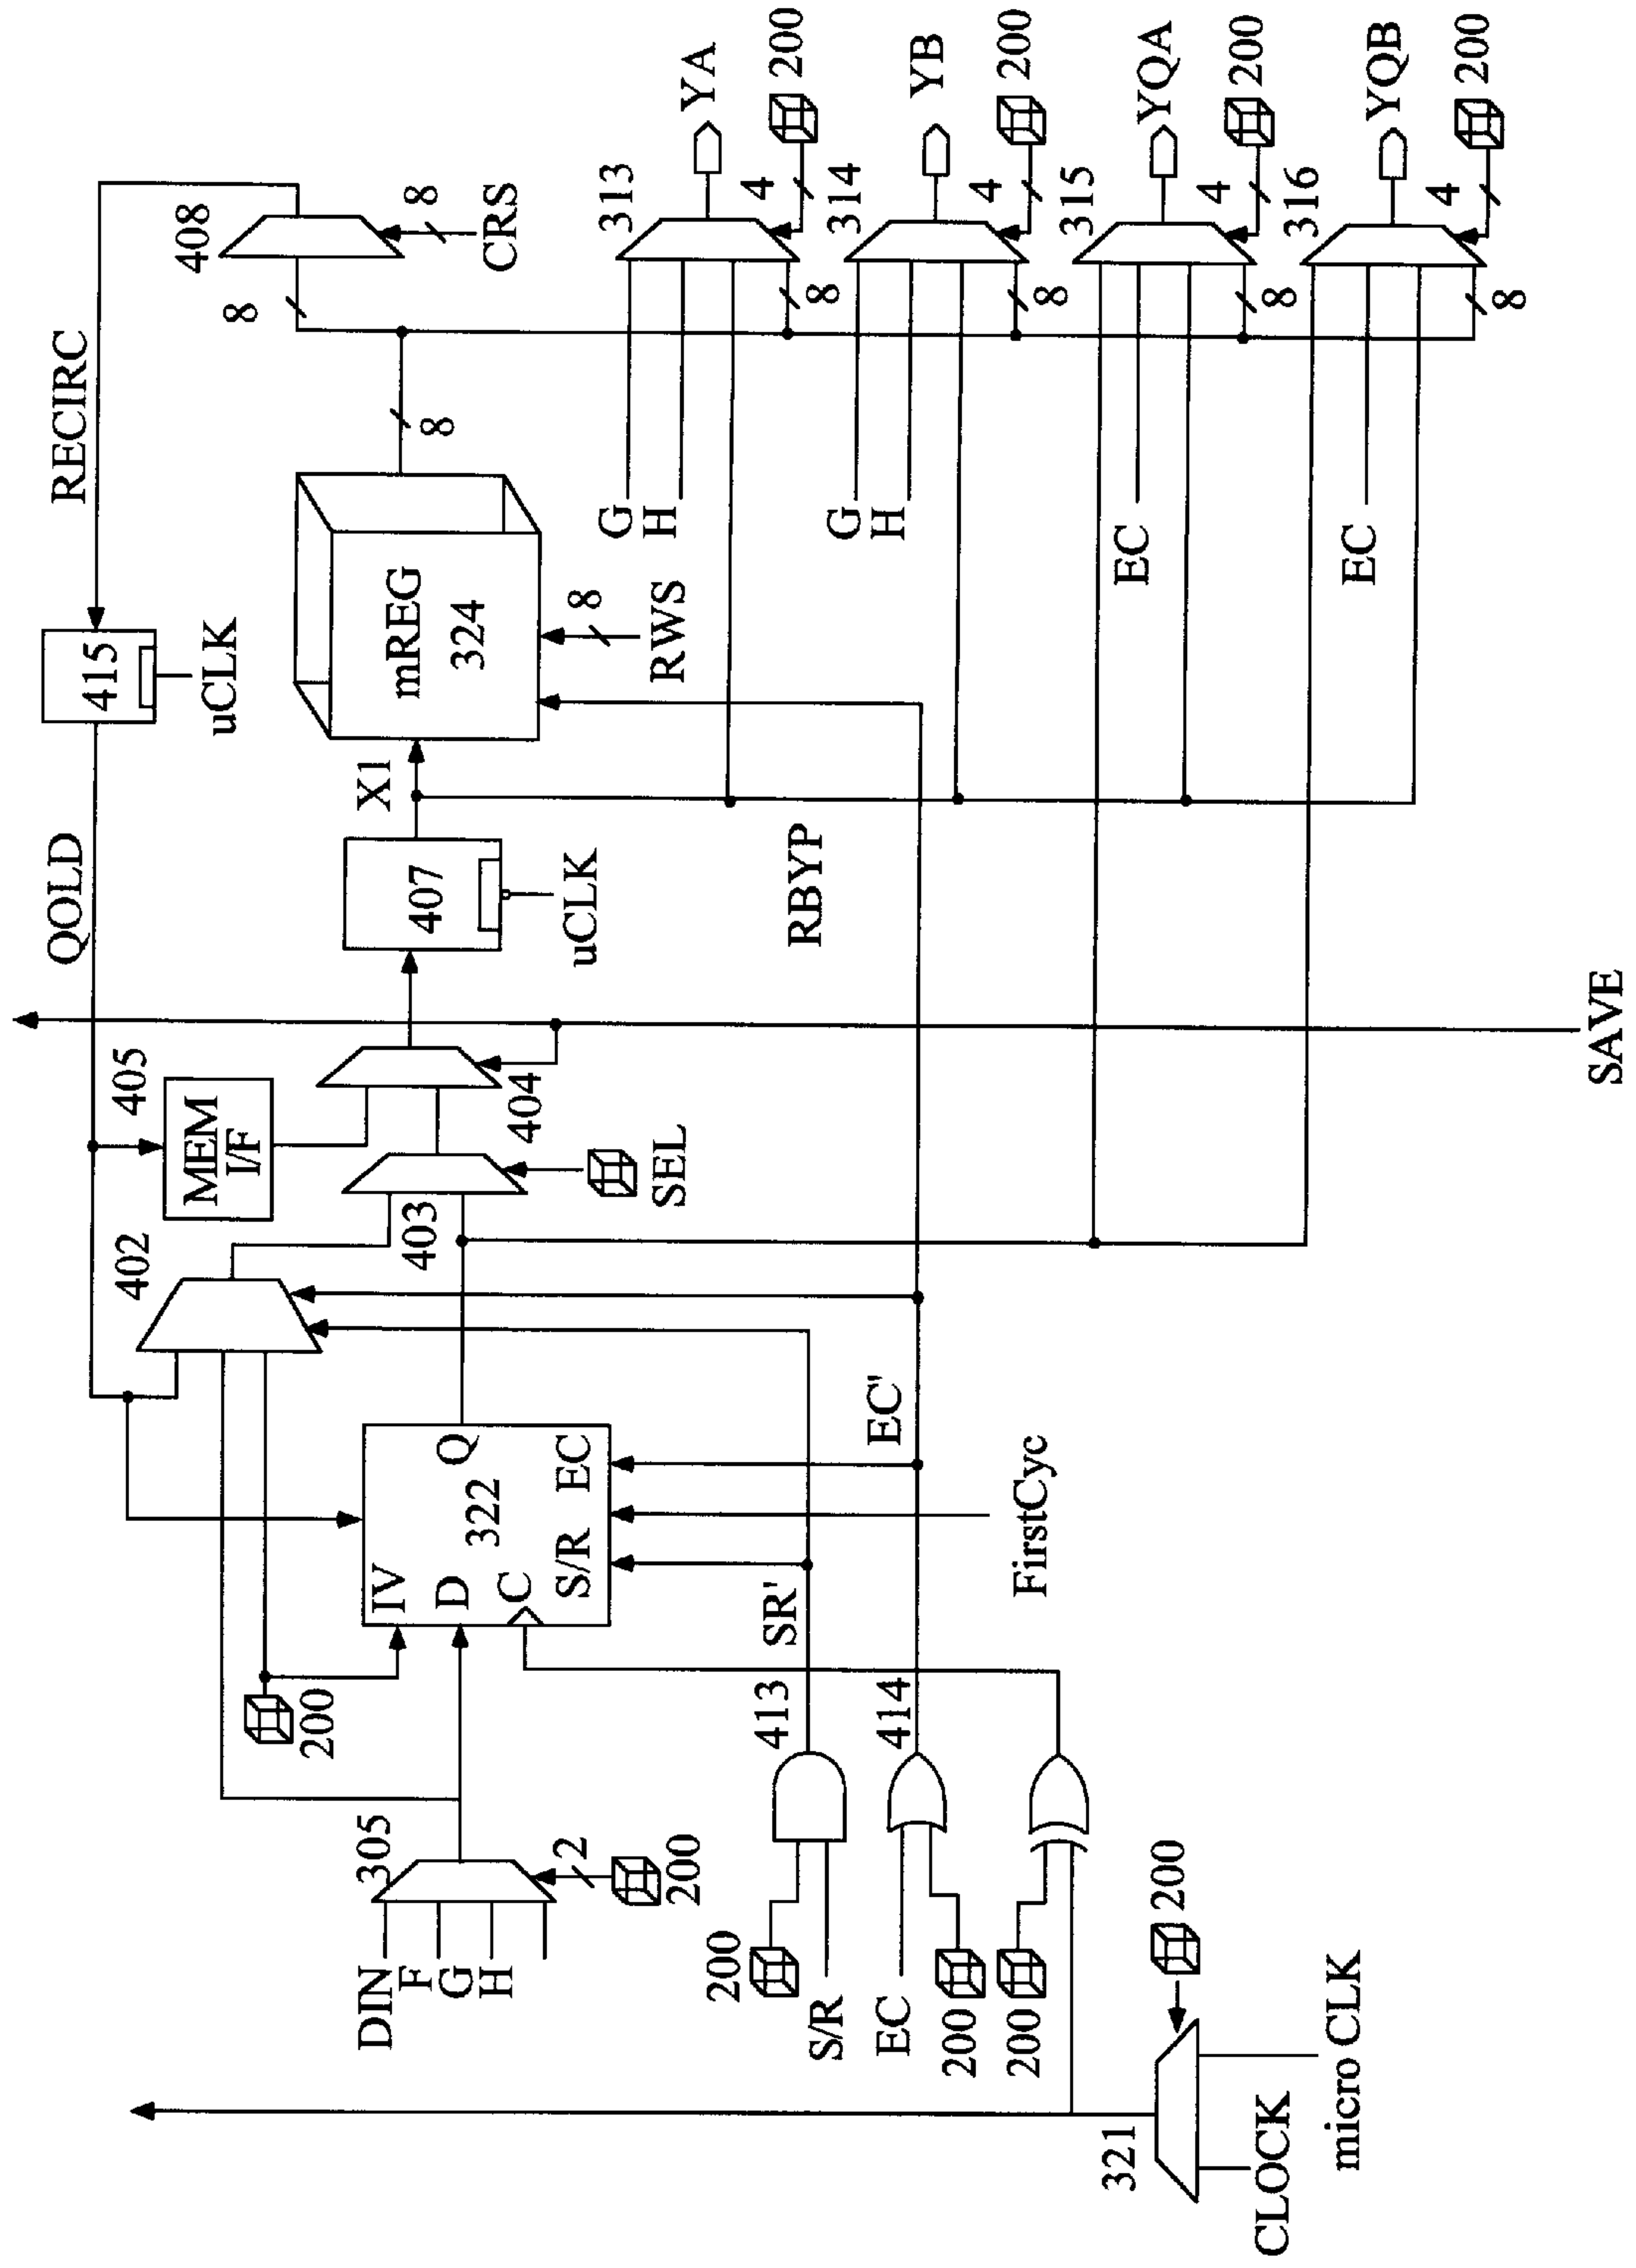 RECIRC
QOLD
408
8
8
CRS
415
uCLK
8
mREG
324
8
RWS
X1
407
uCLK
RBYP
405
MEM
I/F
404
SAVE
402
403
SEL
IV
D
C
Q
322
S/R
EC
200
305
DIN
F
G
H
2
200
413
SR'
200
S/R
414
EC'
EC
200
200
FirstCyc
321
CLOCK
micro CLK
200
G
H
313
YA
4
200
8
G
H
314
YB
4
200
8
EC
315
YQA
4
200
8
EC
316
YQB
4
200
8